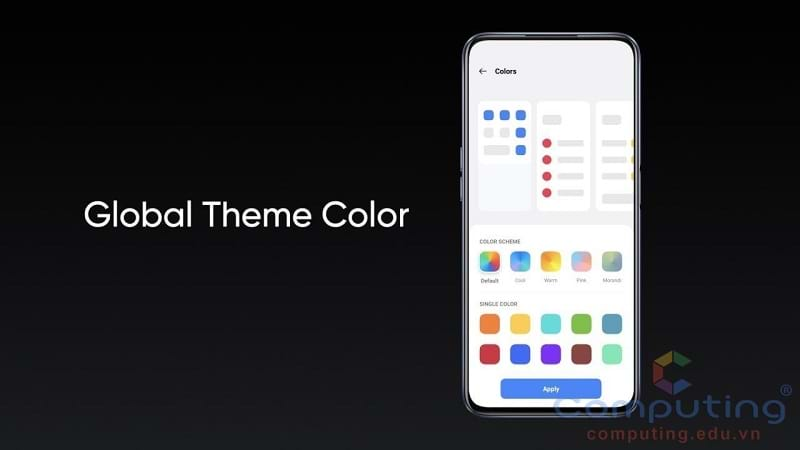 Global Theme Color
Colors
COLOR SCHEME
Default Cool Warm Pink Morandi
SINGLE COLOR
Apply
Computing®
computing.edu.vn